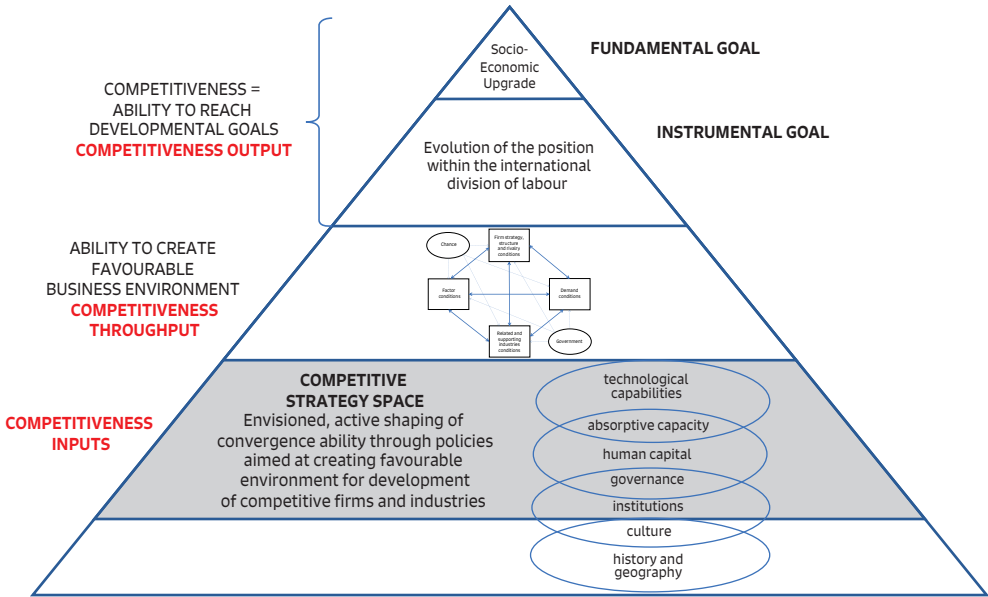 Socio-
Economic
Upgrade
FUNDAMENTAL GOAL
COMPETITIVENESS =
ABILITY TO REACH
DEVELOPMENTAL GOALS
COMPETITIVENESS OUTPUT
INSTRUMENTAL GOAL
Evolution of the position
within the international
division of labour
ABILITY TO CREATE
FAVOURABLE
BUSINESS ENVIRONMENT
COMPETITIVENESS
THROUGHPUT
Chance
Firm strategy,
structure
and rivalry
conditions
Factor
conditions
Demand
conditions
Related and
supporting
industries
conditions
Government
COMPETITIVENESS
INPUTS
COMPETITIVE
STRATEGY SPACE
Envisioned, active shaping of
convergence ability through policies
aimed at creating favourable
environment for development
of competitive firms and industries
technological
capabilities
absorptive capacity
human capital
governance
institutions
culture
history and
geography